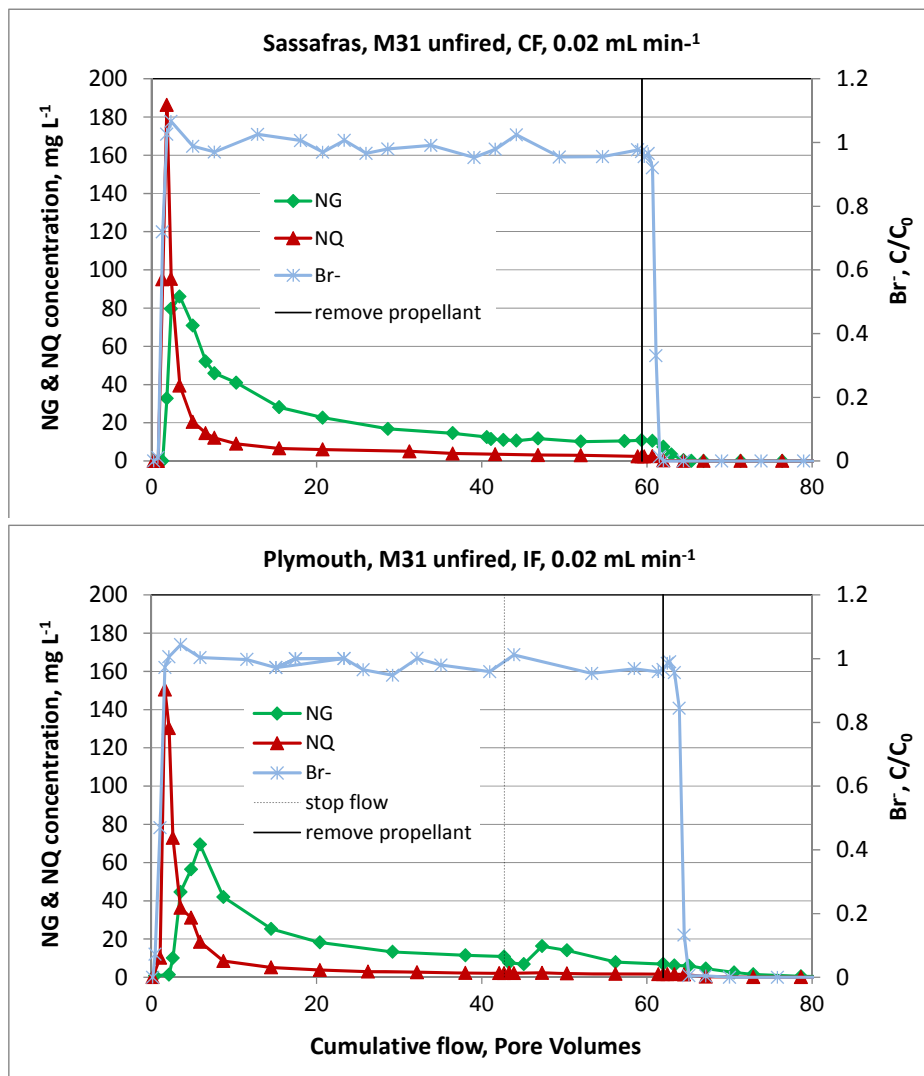 Sassafras, M31 unfired, CF, 0.02 mL min-¹
200
180
160
140
120
100
80
60
40
20
0
NG & NQ concentration, mg L⁻¹
1.2
1
0.8
0.6
0.4
0.2
0
Br⁻, C/C₀
NG
NQ
Br-
remove propellant
0
20
40
60
80
Plymouth, M31 unfired, IF, 0.02 mL min⁻¹
200
180
160
140
120
100
80
60
40
20
0
NG & NQ concentration, mg L⁻¹
1.2
1
0.8
0.6
0.4
0.2
0
Br⁻, C/C₀
NG
NQ
Br-
stop flow
remove propellant
0
20
40
60
80
Cumulative flow, Pore Volumes